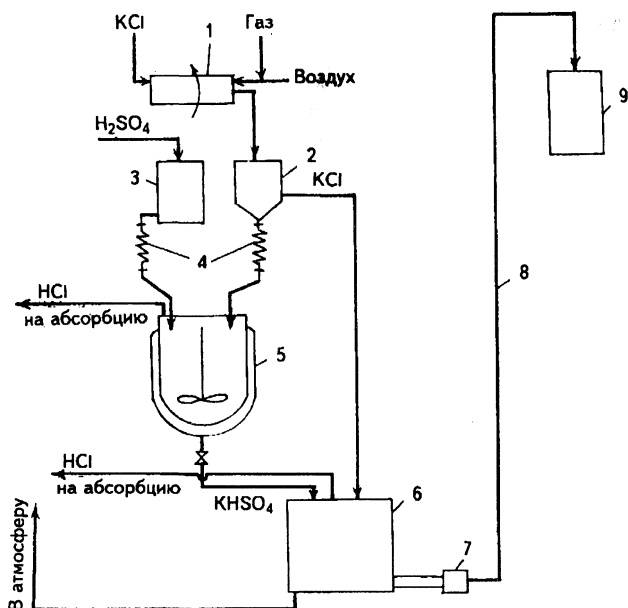 KCl
1
Газ
Воздух
9
H₂SO₄
2
3
KCl
4
8
HCl
на абсорбцию
5
HCl
на абсорбцию
KHSO₄
6
7
В атмосферу